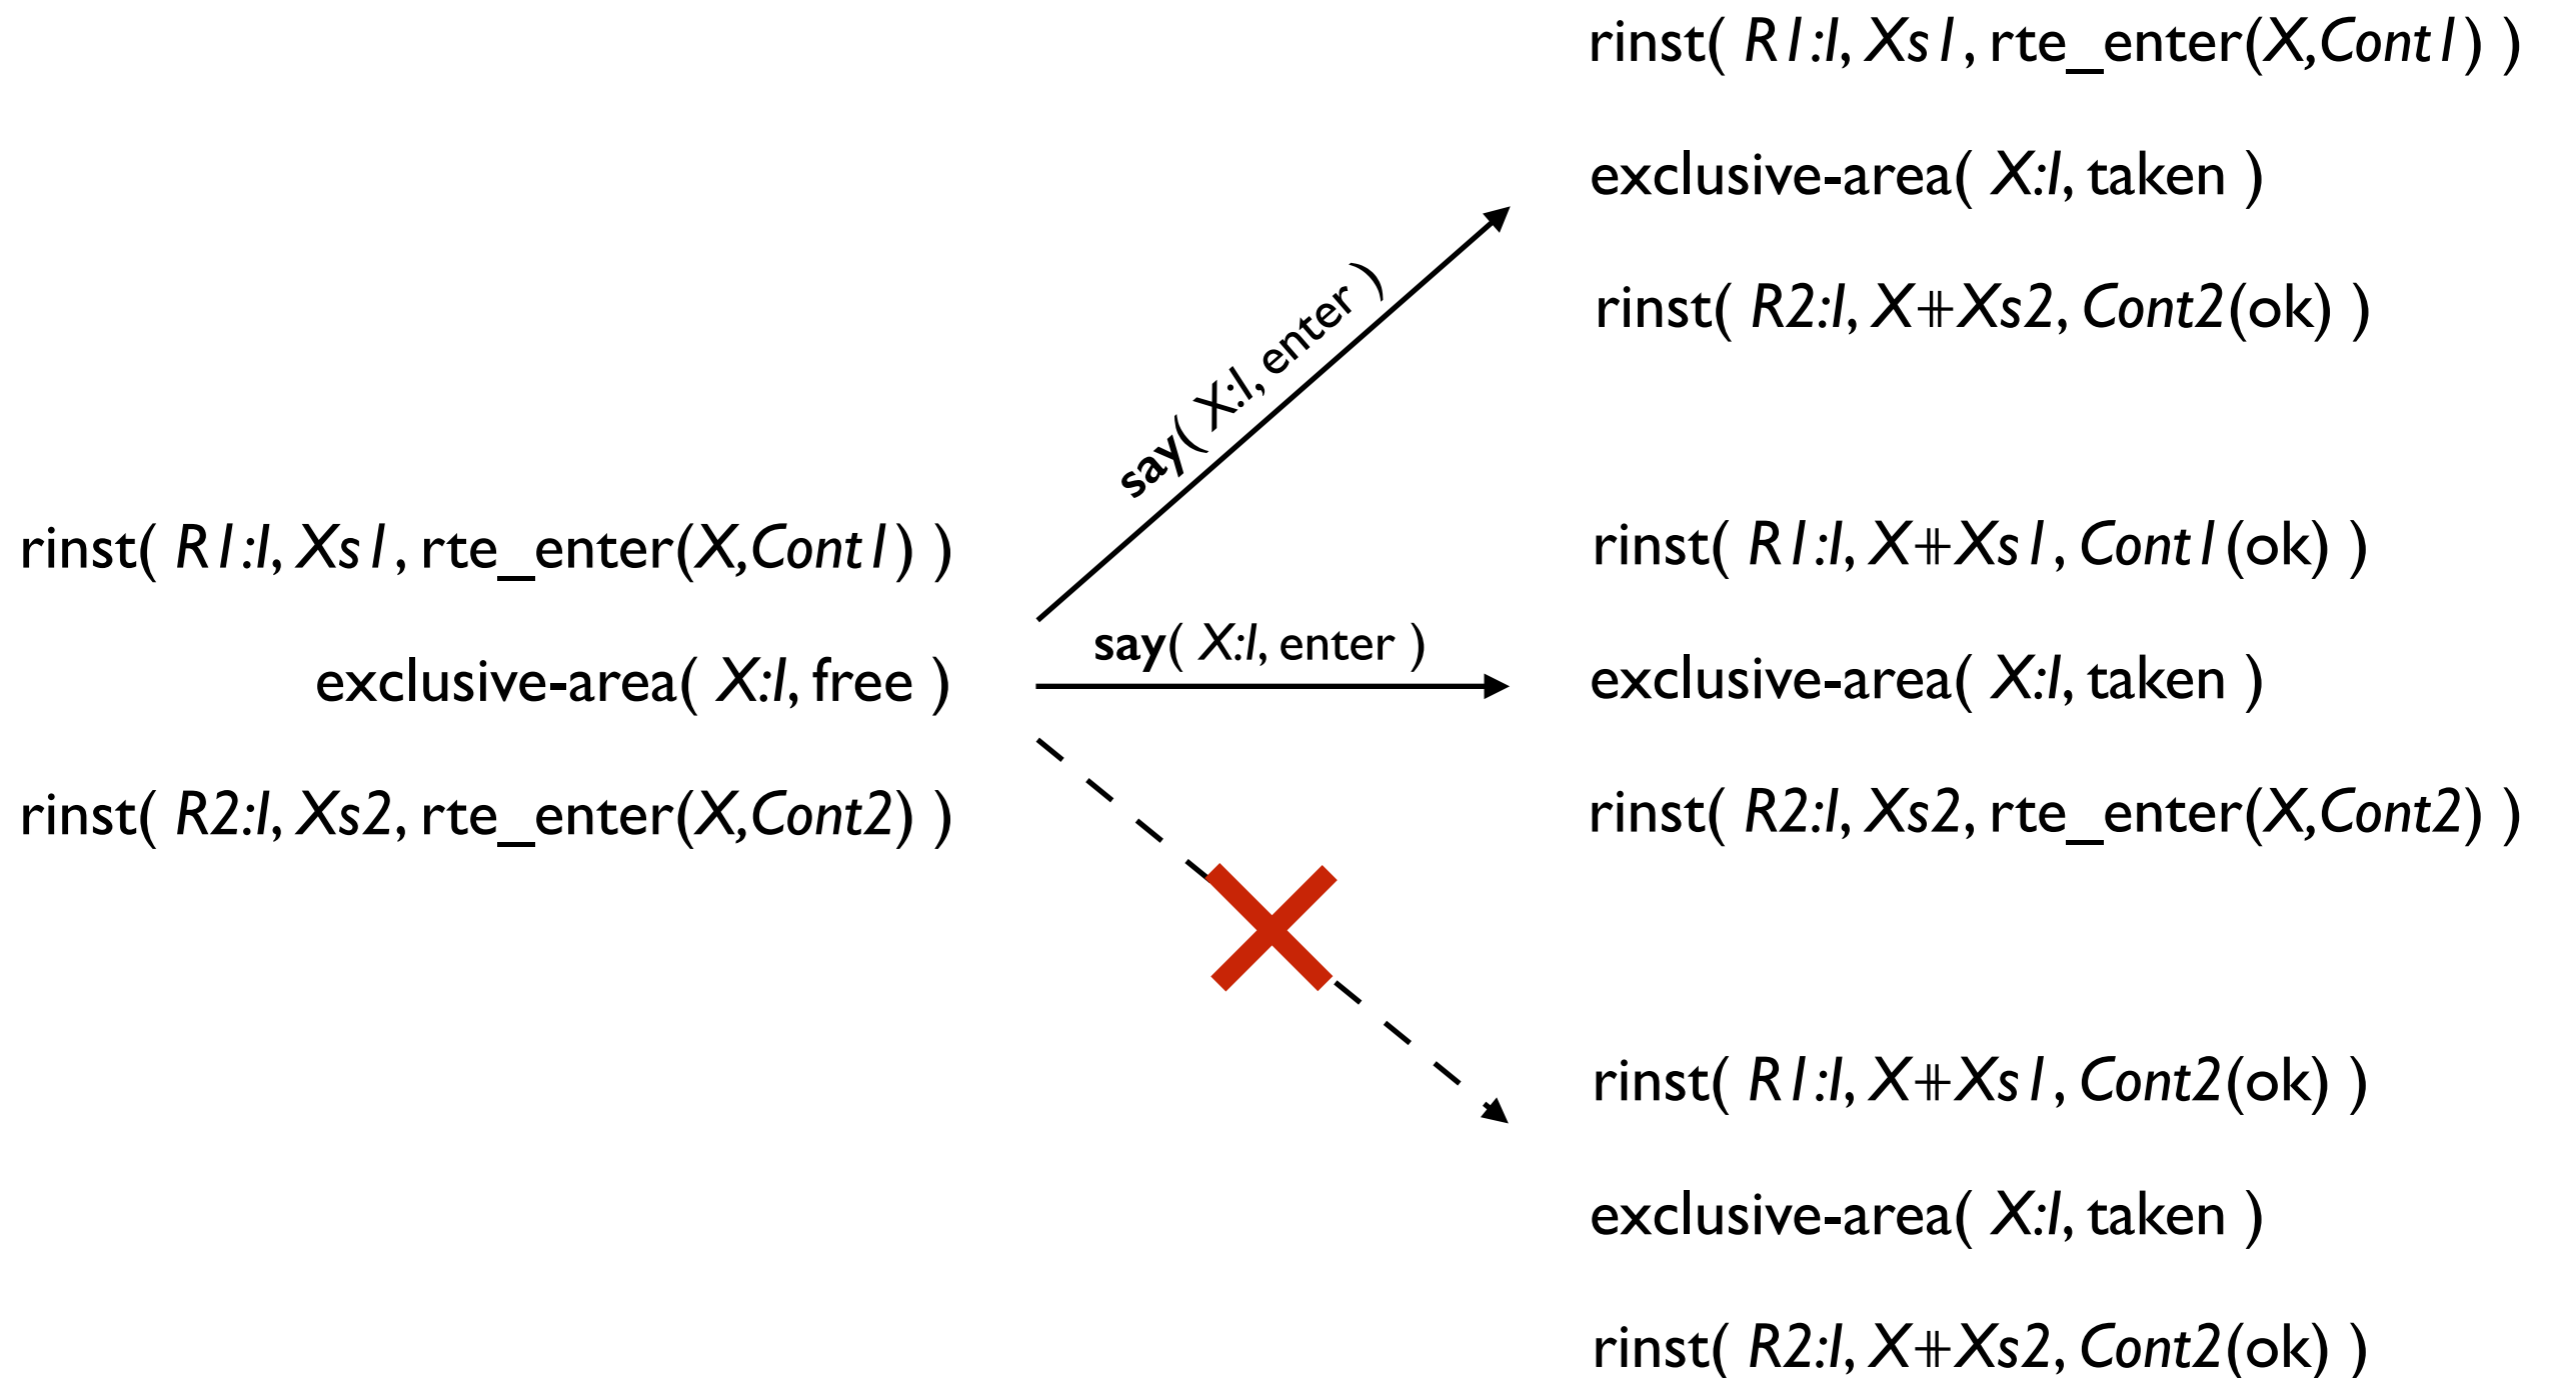 rinst( R1:I, Xs1, rte_enter(X,Cont1) )
exclusive-area( X:I, taken )
rinst( R2:I, X⧺Xs2, Cont2(ok) )
say( X:I, enter )
rinst( R1:I, Xs1, rte_enter(X,Cont1) )
exclusive-area( X:I, free )
rinst( R2:I, Xs2, rte_enter(X,Cont2) )
say( X:I, enter )
rinst( R1:I, X⧺Xs1, Cont1(ok) )
exclusive-area( X:I, taken )
rinst( R2:I, Xs2, rte_enter(X,Cont2) )
rinst( R1:I, X⧺Xs1, Cont2(ok) )
exclusive-area( X:I, taken )
rinst( R2:I, X⧺Xs2, Cont2(ok) )